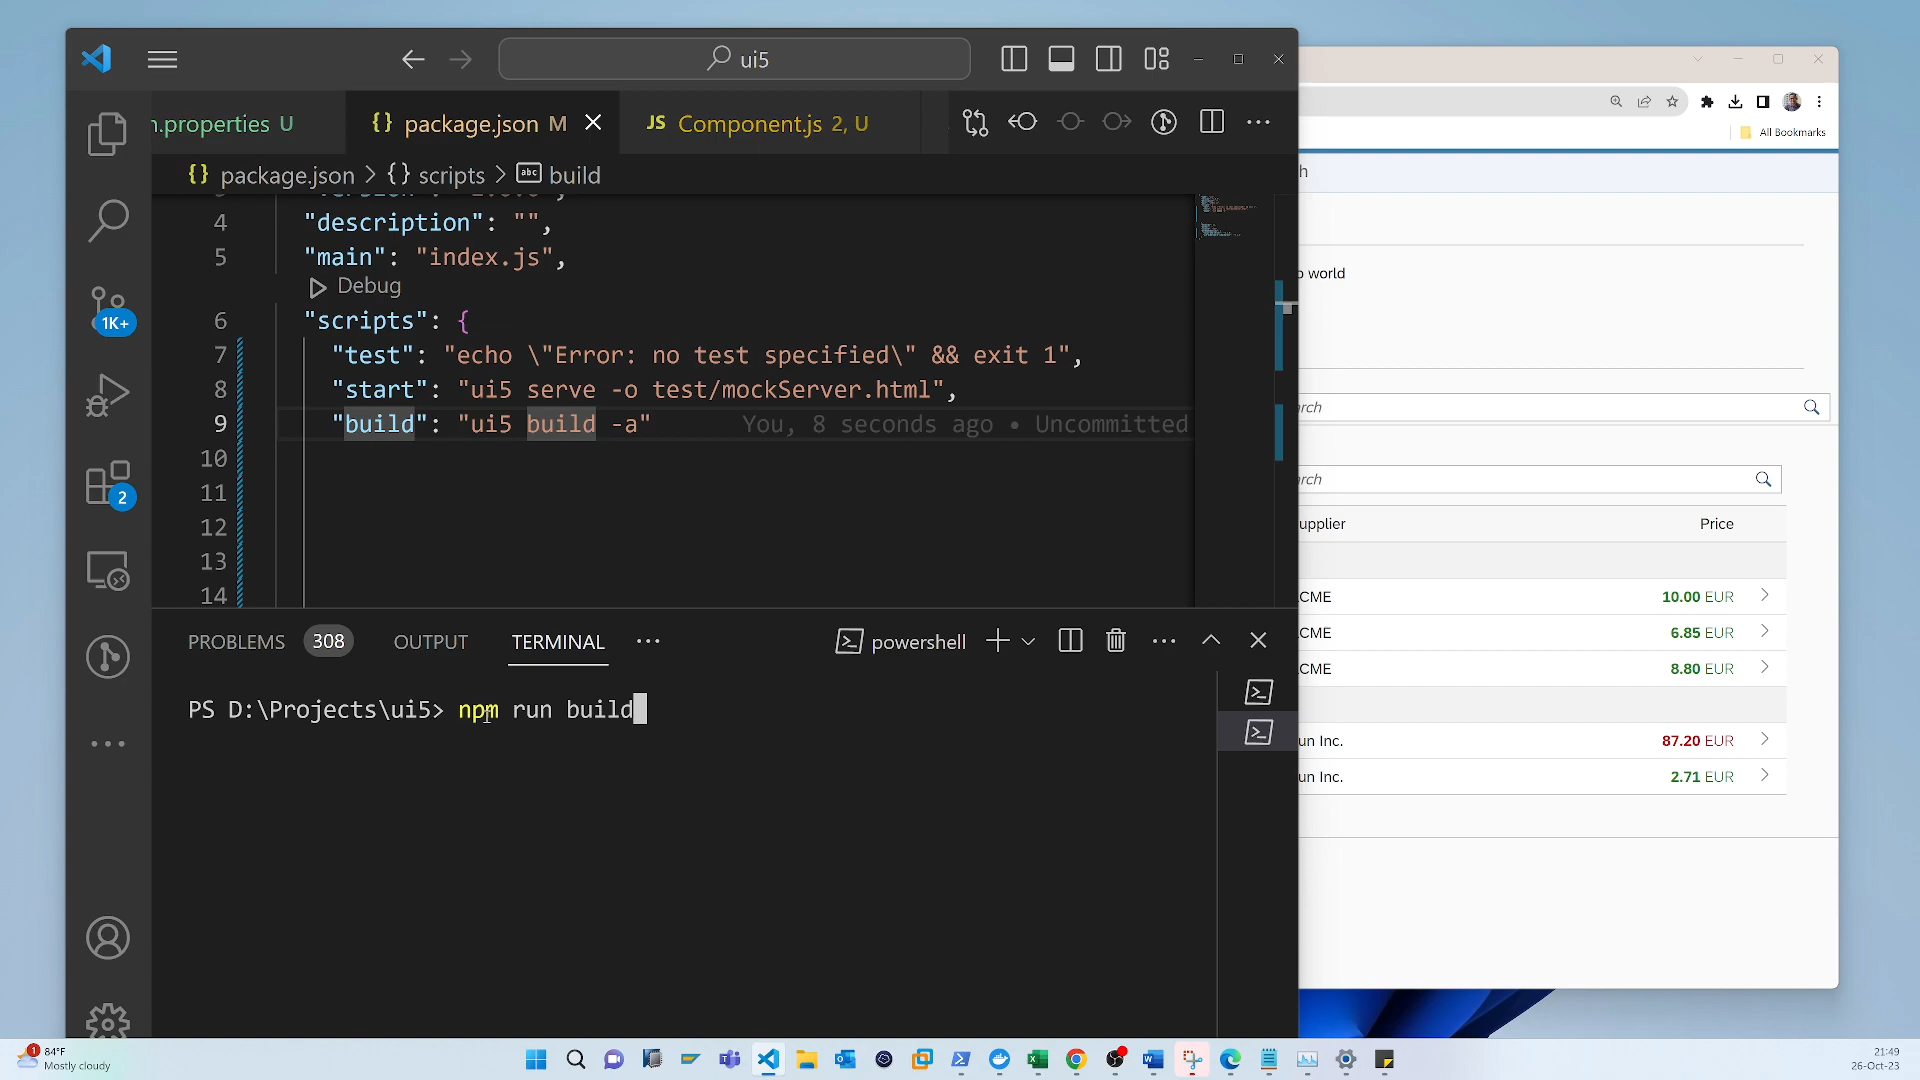 ui5
n.properties U
{} package.json M
JS Component.js 2, U
{} package.json > {} scripts > abc build
4 "description": "",
5 "main": "index.js",
Debug
6 "scripts": {
7 "test": "echo \"Error: no test specified\" && exit 1",
8 "start": "ui5 serve -o test/mockServer.html",
9 "build": "ui5 build -a" You, 8 seconds ago • Uncommitted
10
11
12
13
14
1K+
2
PROBLEMS 308 OUTPUT TERMINAL
powershell
PS D:\Projects\ui5> npm run build
All Bookmarks
h
o world
rch
rch
upplier Price
CME 10.00 EUR
CME 6.85 EUR
CME 8.80 EUR
un Inc. 87.20 EUR
un Inc. 2.71 EUR
1
84°F
Mostly cloudy
21:49
26-Oct-23